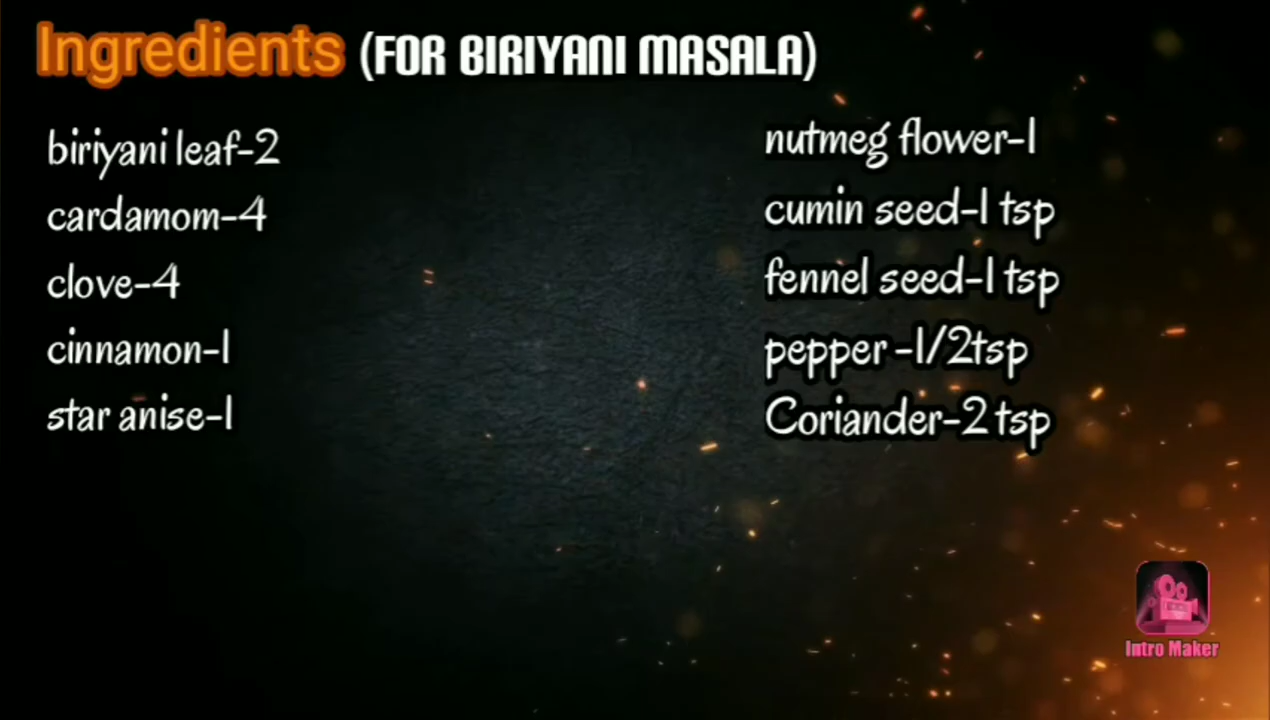 Ingredients (FOR BIRIYANI MASALA)
biriyani leaf-2
cardamom-4
clove-4
cinnamon-1
star anise-1
nutmeg flower-1
cumin seed-1 tsp
fennel seed-1 tsp
pepper -1/2tsp
Coriander-2 tsp
Intro Maker